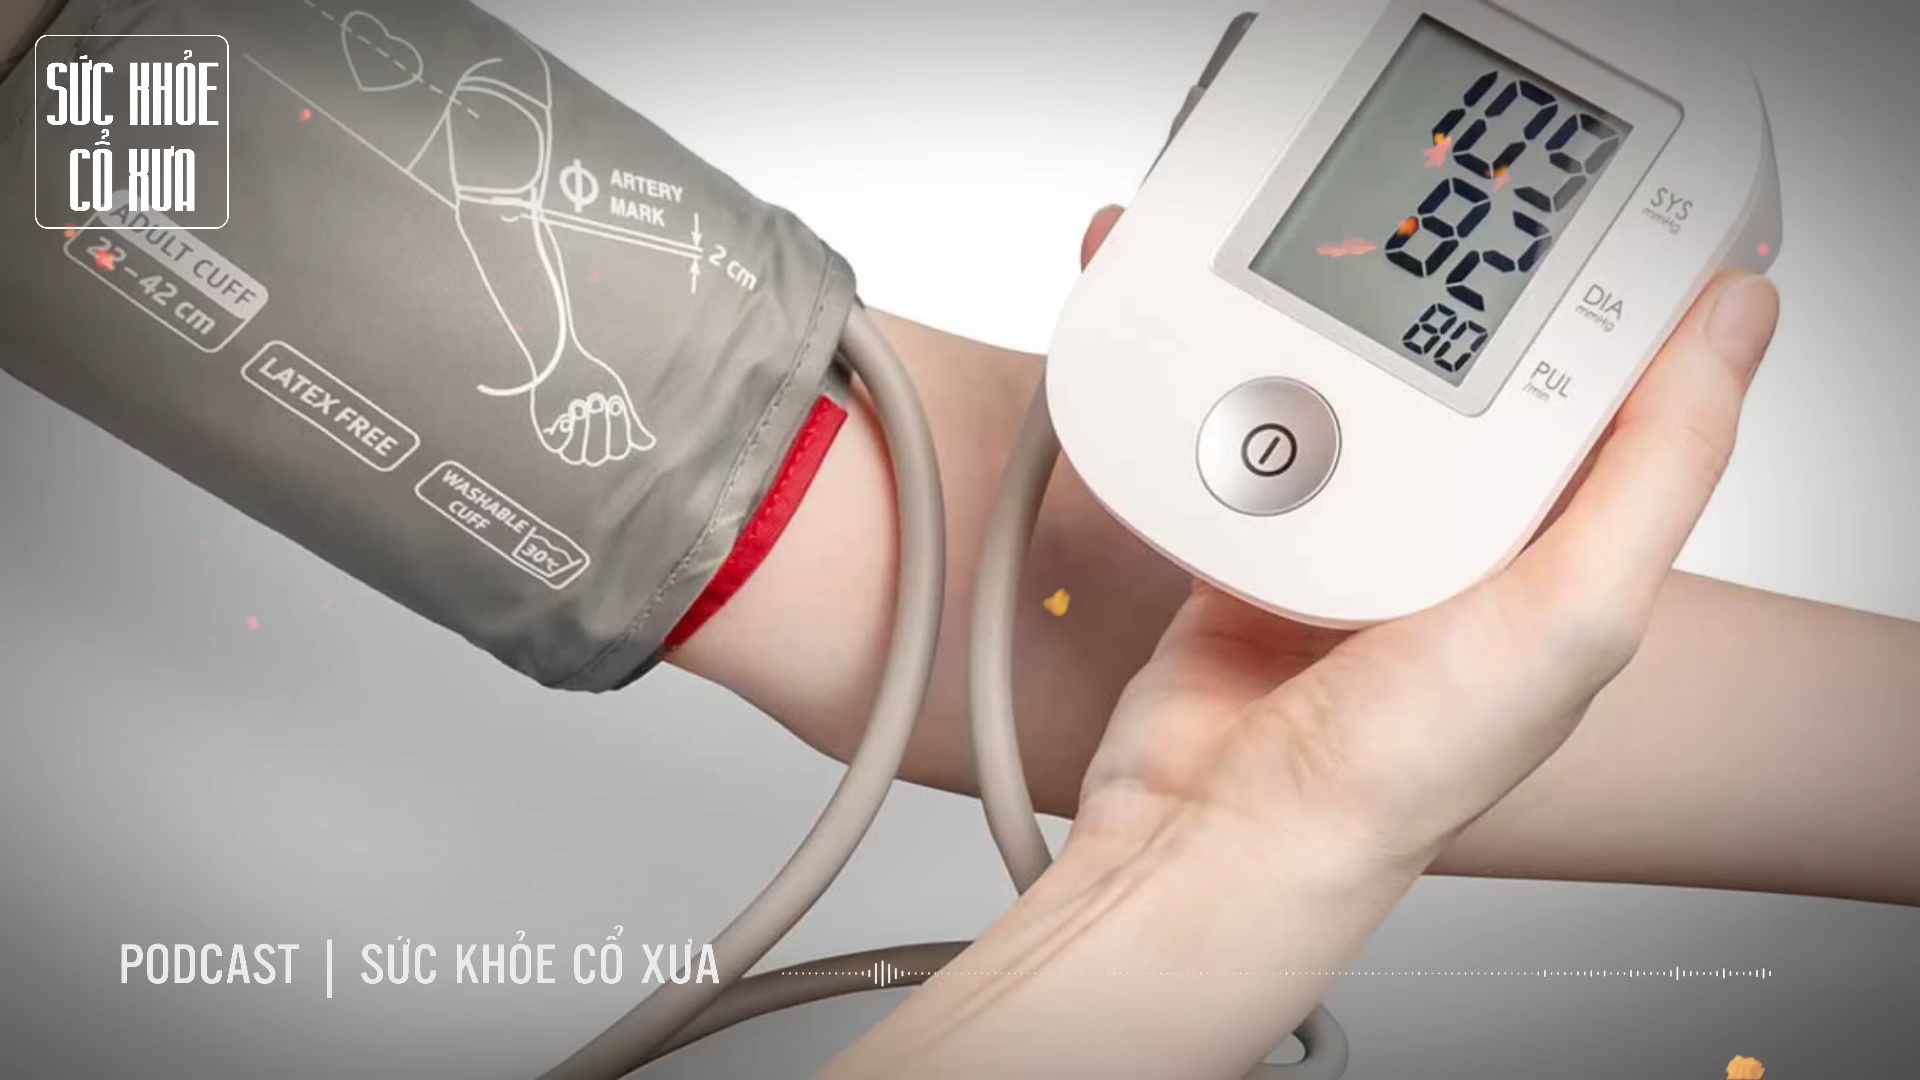 SỨC KHỎE
CỔ XƯA
ADULT CUFF
22-42 cm
LATEX FREE
WASHABLE
CUFF
30℃
Φ ARTERY
MARK
2 cm
109
82
80
SYS
mmHg
DIA
mmHg
PUL
/min
PODCAST | SỨC KHỎE CỔ XƯA